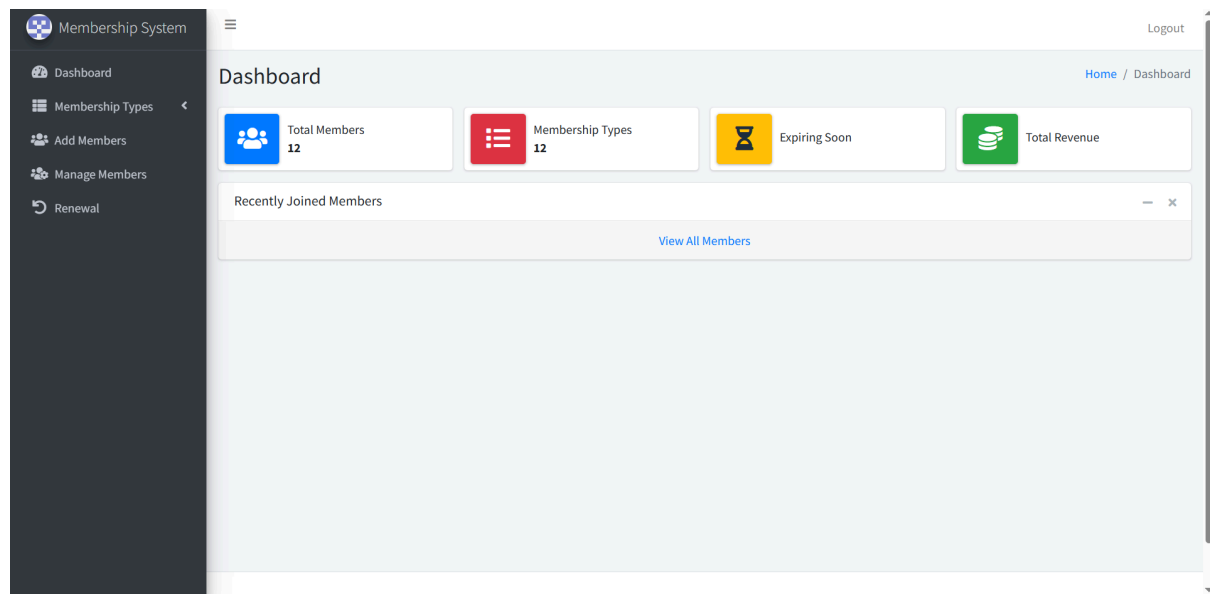 Membership System
Logout
Dashboard
Membership Types
Add Members
Manage Members
Renewal
Dashboard
Home / Dashboard
Total Members
12
Membership Types
12
Expiring Soon
Total Revenue
Recently Joined Members
View All Members